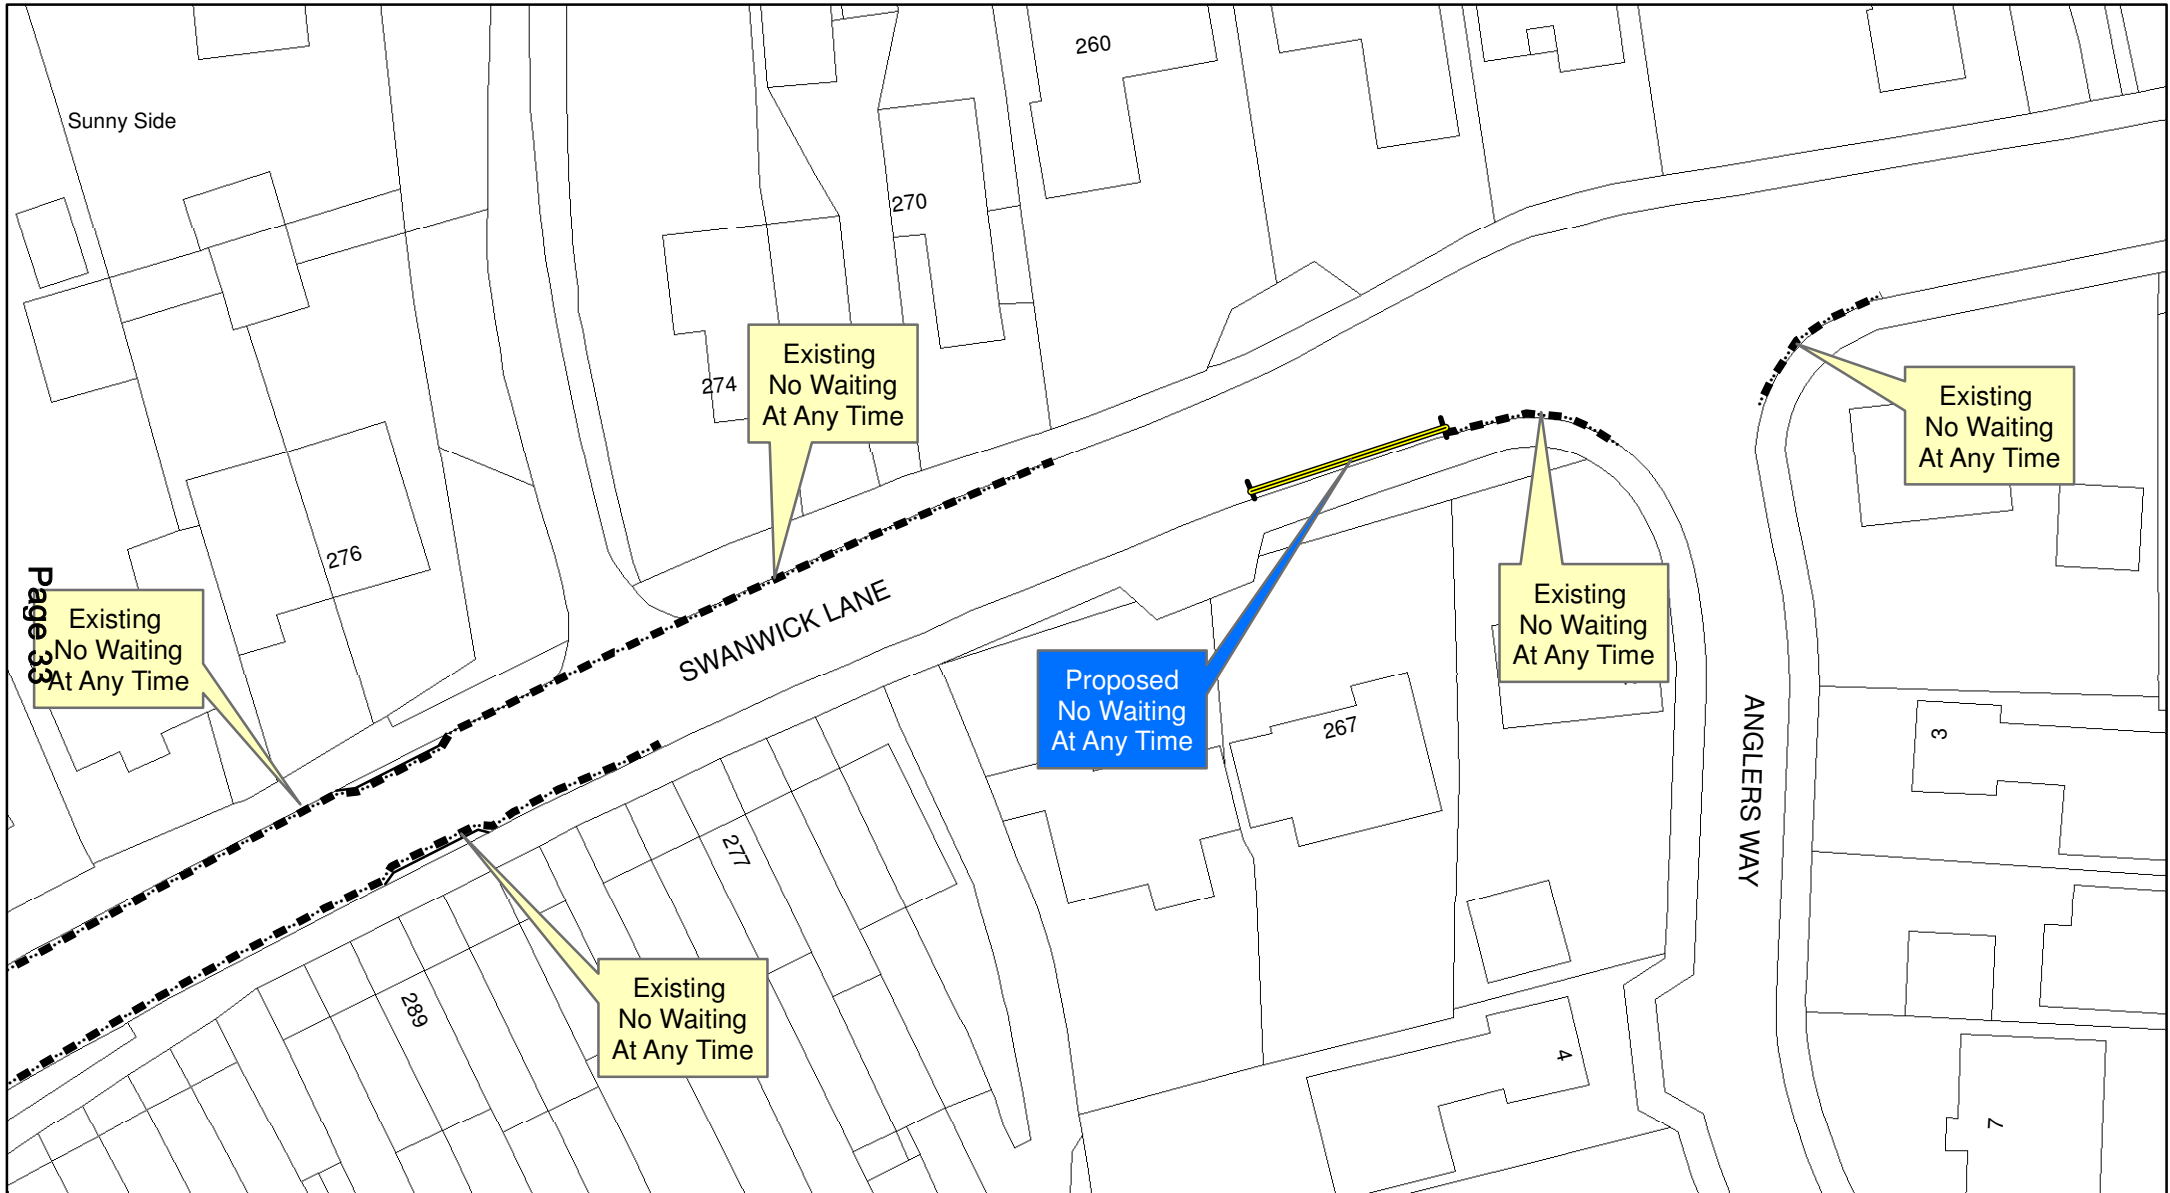 260
Sunny Side
270
274
Existing
No Waiting
At Any Time
Existing
No Waiting
At Any Time
276
Page 33
Existing
No Waiting
At Any Time
SWANWICK LANE
Existing
No Waiting
At Any Time
Proposed
No Waiting
At Any Time
267
ANGLERS WAY
3
277
289
Existing
No Waiting
At Any Time
4
7